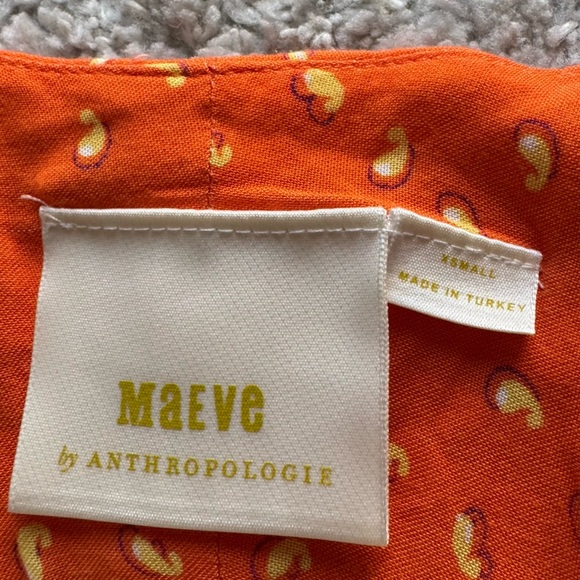 MaEve
by ANTHROPOLOGIE
XSMALL
MADE IN TURKEY